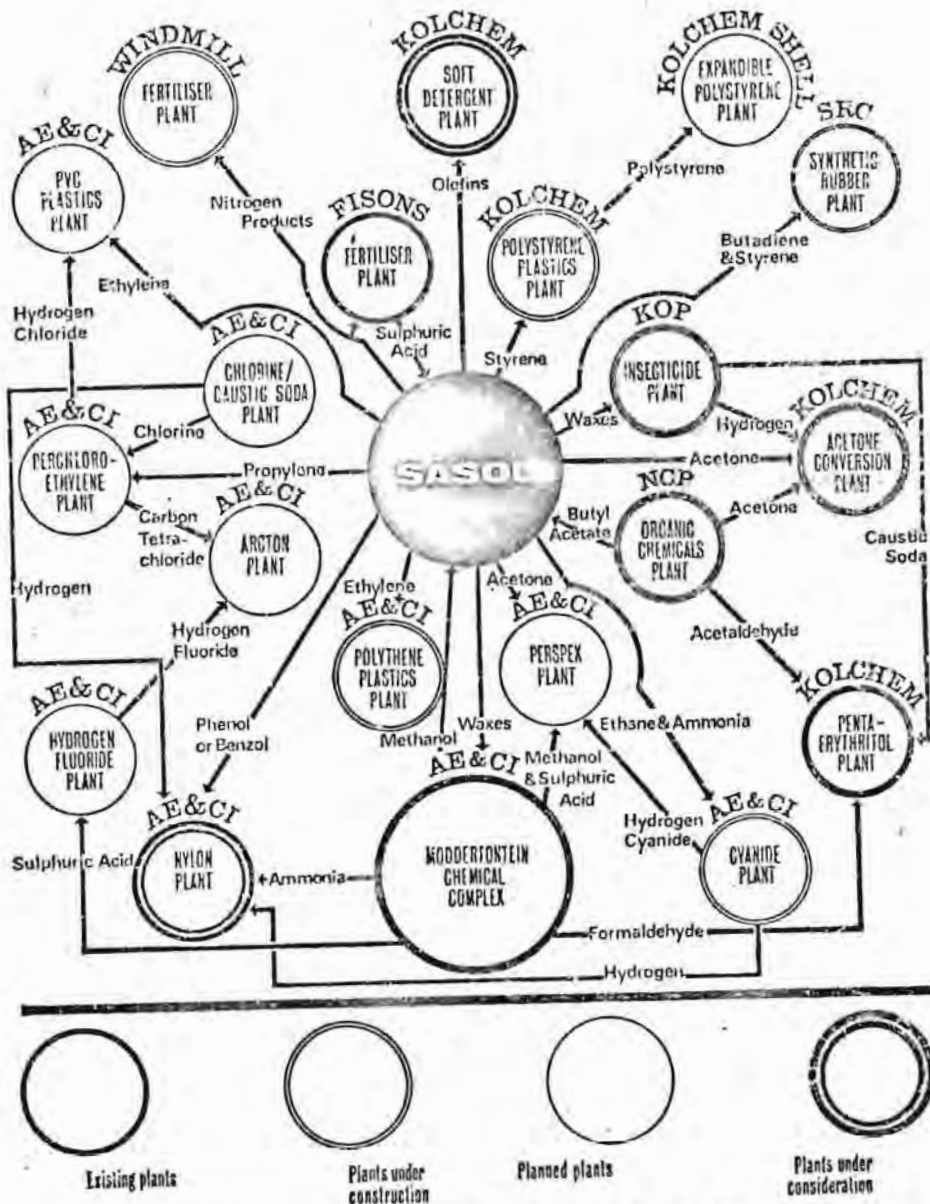 WINDMILL
FERTILISER
PLANT
KOLCHEM
SOFT
DETERGENT
PLANT
KOLCHEM SHELL
EXPANDIBLE
POLYSTYRENE
PLANT
AE&CI
PVC
PLASTICS
PLANT
SRC
SYNTHETIC
RUBBER
PLANT
Nitrogen
Products
Olefins
Polystyrene
FISONS
FERTILISER
PLANT
KOLCHEM
POLYSTYRENE
PLASTICS
PLANT
Butadiene
& Styrene
Ethylene
Hydrogen
Chloride
Sulphuric
Acid
Styrene
AE&CI
CHLORINE/
CAUSTIC SODA
PLANT
KOP
INSECTICIDE
PLANT
Waxes
Hydrogen
KOLCHEM
ACETONE
CONVERSION
PLANT
AE&CI
PERCHLORO-
ETHYLENE
PLANT
Chlorine
Propylene
SASOL
Acetone
Carbon
Tetra-
chloride
AE&CI
ARCTON
PLANT
NCP
ORGANIC
CHEMICALS
PLANT
Butyl
Acetate
Acetone
Caustic
Soda
Hydrogen
Hydrogen
Fluoride
Ethylene
AE&CI
POLYTHENE
PLASTICS
PLANT
Acetone
AE&CI
PERSPEX
PLANT
Acetaldehyde
AE&CI
HYDROGEN
FLUORIDE
PLANT
Phenol
or Benzol
Methanol
Waxes
Ethane & Ammonia
KOLCHEM
PENTA-
ERYTHRITOL
PLANT
Methanol
& Sulphuric
Acid
Hydrogen
Cyanide
Sulphuric Acid
AE&CI
NYLON
PLANT
Ammonia
AE&CI
MODDERFONTEIN
CHEMICAL
COMPLEX
AE&CI
CYANIDE
PLANT
Formaldehyde
Hydrogen
Existing plants
Plants under
construction
Planned plants
Plants under
consideration